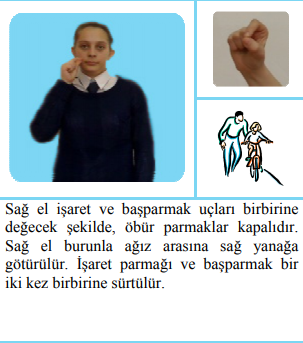 Sağ el işaret ve başparmak uçları birbirine
değecek şekilde, öbür parmaklar kapalıdır.
Sağ el burunla ağız arasına sağ yanağa
götürülür. İşaret parmağı ve başparmak bir
iki kez birbirine sürtülür.